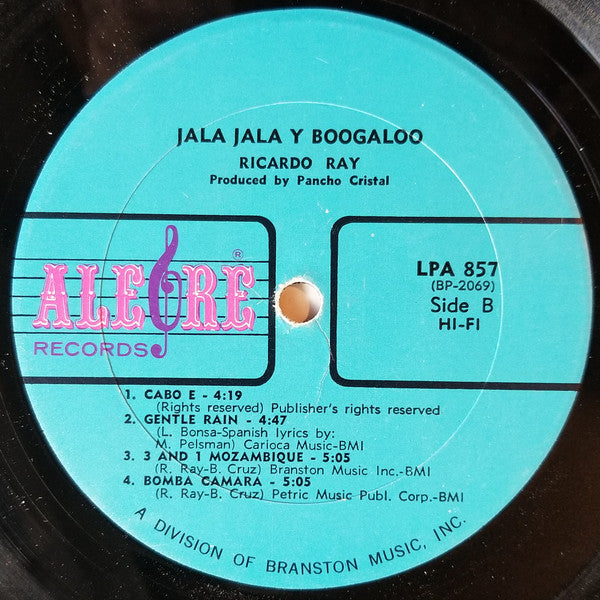 JALA JALA Y BOOGALOO
RICARDO RAY
Produced by Pancho Cristal
ALEGRE®
RECORDS
LPA 857
(BP-2069)
Side B
HI-FI
1. CABO E - 4:19
(Rights reserved) Publisher's rights reserved
2. GENTLE RAIN - 4:47
(L. Bonsa-Spanish lyrics by:
M. Pelsman) Carioca Music-BMI
3. 3 AND 1 MOZAMBIQUE - 5:05
(R. Ray-B. Cruz) Branston Music Inc.-BMI
4. BOMBA CAMARA - 5:05
(R. Ray-B. Cruz) Petric Music Publ. Corp.-BMI
A DIVISION OF BRANSTON MUSIC, INC.